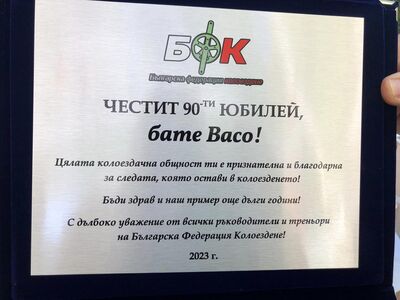 БФК
Българска федерация колоездене
ЧЕСТИТ 90-ТИ ЮБИЛЕЙ,
бате Васо!
Цялата колоездачна общност ти е признателна и благодарна
за следата, която остави в колоезденето!
Бъди здрав и наш пример още дълги години!
С дълбоко уважение от всички ръководители и треньори
на Българска Федерация Колоездене!
2023 г.